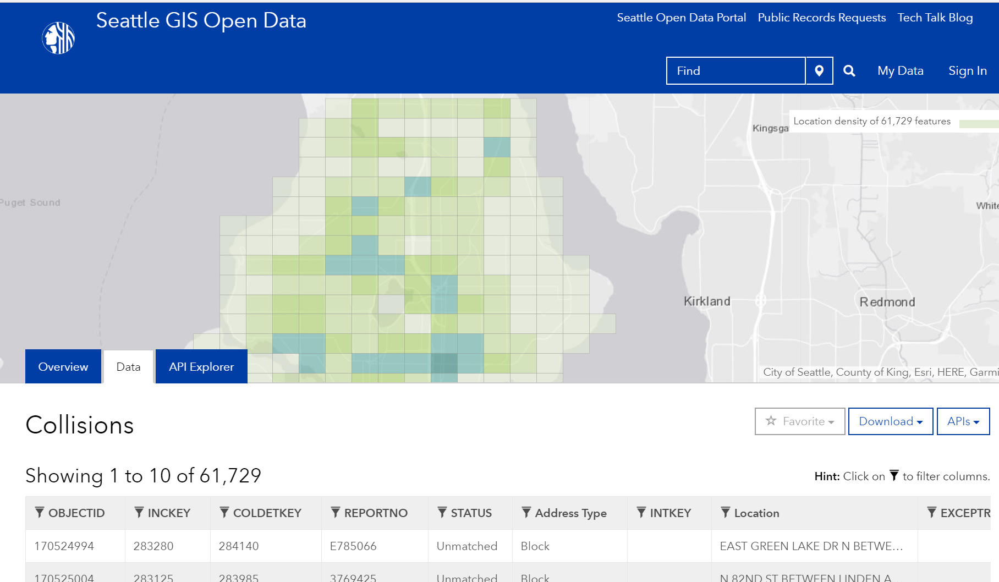 Seattle GIS Open Data
Seattle Open Data Portal Public Records Requests Tech Talk Blog
Find My Data Sign In
Location density of 61,729 features
Kingsga
Puget Sound
White
Kirkland
Redmond
City of Seattle, County of King, Esri, HERE, Garmi
Overview Data API Explorer
Collisions
Favorite Download APIs
Showing 1 to 10 of 61,729
Hint: Click on to filter columns.
OBJECTID INCKEY COLDETKEY REPORTNO STATUS Address Type INTKEY Location EXCEPTR
170524994 283280 284140 E785066 Unmatched Block EAST GREEN LAKE DR N BETWE...
170525004 283125 283985 3769425 Unmatched Block N 82ND ST BETWEEN LINDEN A